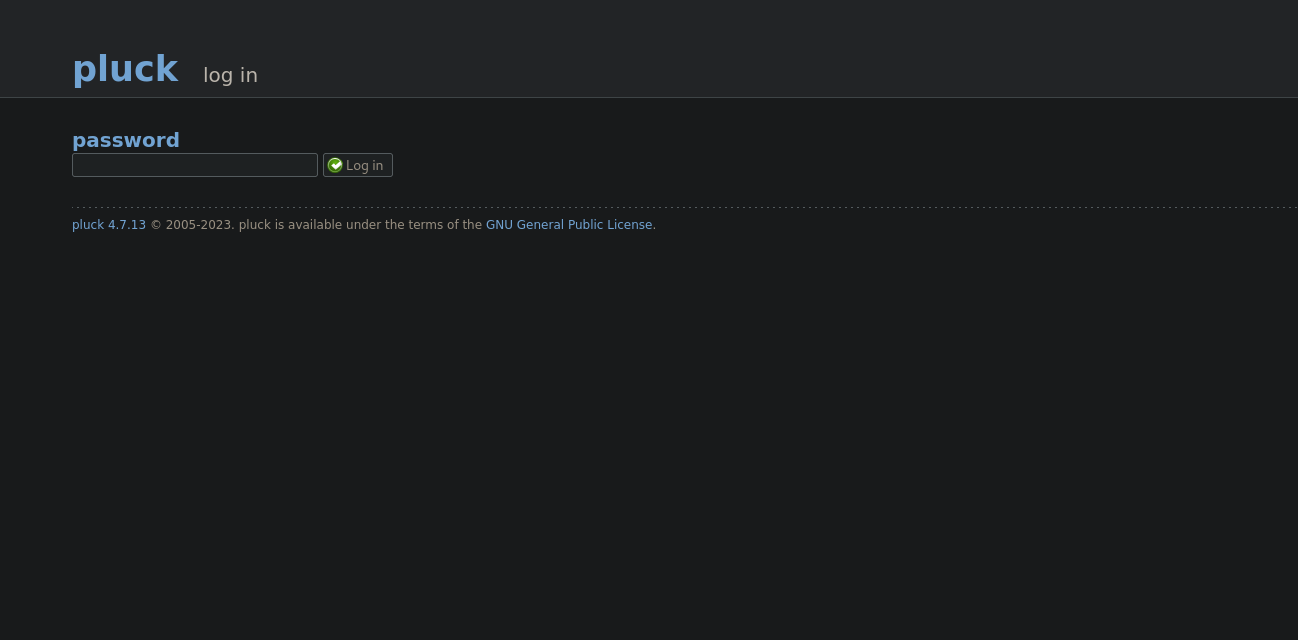 pluck log in
password
Log in
pluck 4.7.13 © 2005-2023. pluck is available under the terms of the GNU General Public License.